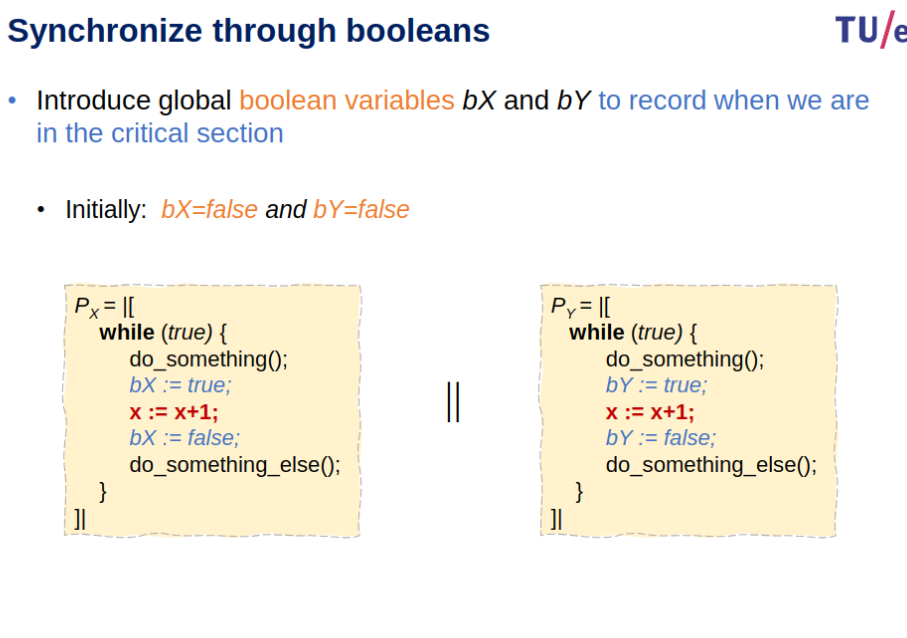 Synchronize through booleans
TU/e
• Introduce global boolean variables bX and bY to record when we are
in the critical section
• Initially: bX=false and bY=false
P_X = |[
while (true) {
do_something();
bX := true;
x := x+1;
bX := false;
do_something_else();
}
]|
||
P_Y = |[
while (true) {
do_something();
bY := true;
x := x+1;
bY := false;
do_something_else();
}
]|